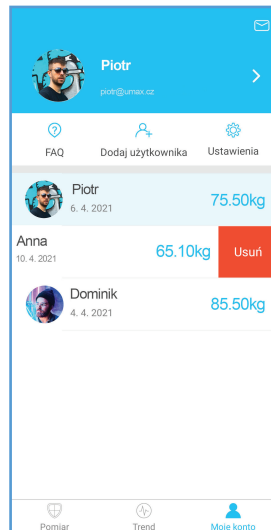 Piotr
piotr@umax.cz
FAQ
Dodaj użytkownika
Ustawienia
Piotr
6. 4. 2021
75.50kg
Anna
10. 4. 2021
65.10kg
Usuń
Dominik
4. 4. 2021
85.50kg
Pomiar
Trend
Moje konto